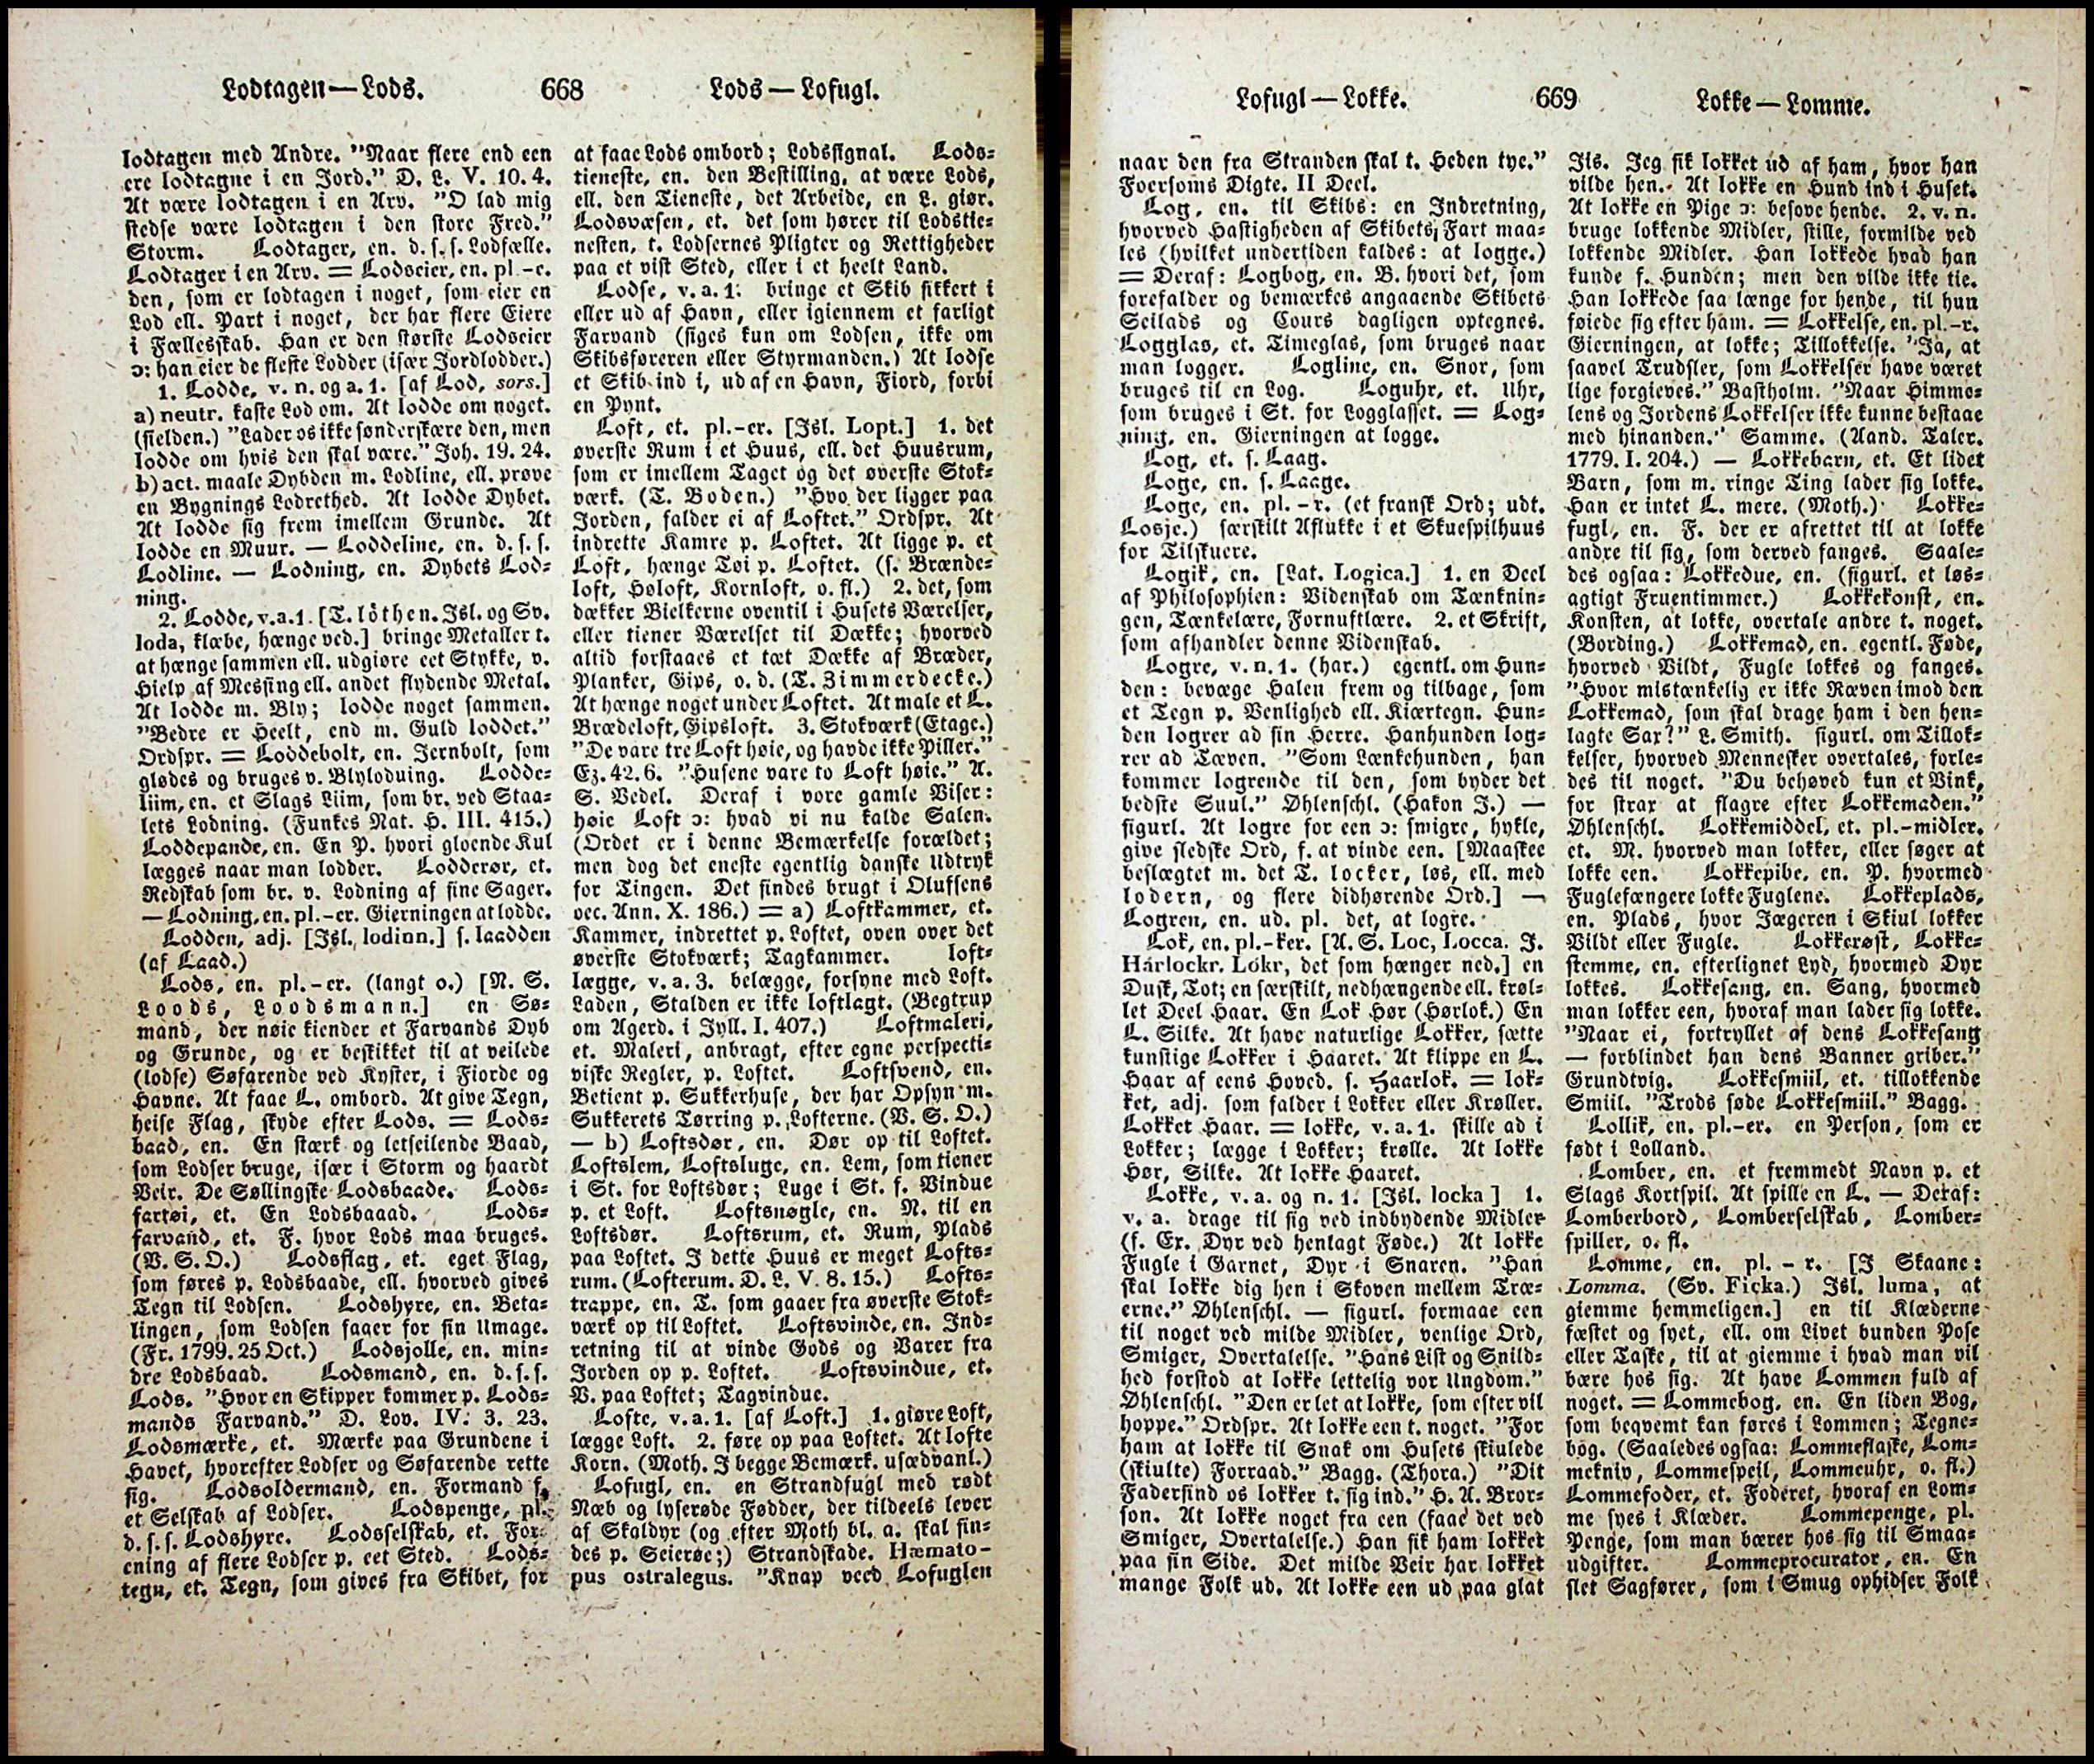 Lodtagen—Lods.
668
Lods—Lofugl.
lodtagen med Andre. "Naar flere end een
ere lodtagne i en Jord." D. L. V. 10. 4.
At være lodtagen i en Arv. "O lad mig
stedse være lodtagen i den store Fred."
Storm. Lodtager, en. d. s. s. Lodfælle.
Lodtager i en Arv. = Lodseier, en. pl -e.
den, som er lodtagen i noget, som eier en
Lod ell. Part i noget, der har flere Eiere
i Fællesskab. Han er den største Lodseier
ɔ: han eier de fleste Lodder (især Jordlodder.)
1. Lodde, v. n. og a. 1. [af Lod, sors.]
a) neutr. kaste Lod om. At lodde om noget.
(sielden.) "Lader os ikke sønderskære den, men
lodde om hvis den skal være." Joh. 19. 24.
b) act. maale Dybden m. Lodline, ell. prøve
en Bygnings Lodrethed. At lodde Dybet.
At lodde sig frem imellem Grunde. At
lodde en Muur. — Loddeline, en. d. s. s.
Lodline. — Lodning, en. Dybets Lod-
ning.
2. Lodde, v. a. 1. [T. löthen. Isl. og Sv.
loda, klæbe, hænge ved.] bringe Metaller t.
at hænge sammen ell. udgiøre eet Stykke, v.
Hielp af Messing ell. andet flydende Metal.
At lodde m. Bly; lodde noget sammen.
"Bedre er Heelt, end m. Guld loddet."
Ordspr. = Loddebolt, en. Jernbolt, som
glødes og bruges v. Blylodning. Lodde-
liim, en. et Slags Liim, som br. ved Staa-
lets Lodning. (Funkes Nat. H. III. 415.)
Loddepande, en. En P. hvori gloende Kul
lægges naar man lodder. Lodderør, et.
Redskab som br. v. Lodning af fine Sager.
— Lodning, en. pl.-er. Gierningen at lodde.
Lodden, adj. [Isl. lodinn.] s. laadden
(af Laad.)
Lods, en. pl.-er. (langt o.) [N. S.
Loods, Loodsmann.] en Sø-
mand, der nøie kiender et Farvands Dyb
og Grunde, og er beskikket til at veilede
(lodse) Søfarende ved Kyster, i Fiorde og
Havne. At faae L. ombord. At give Tegn,
heise Flag, skyde efter Lods. = Lods-
baad, en. En stærk og letseilende Baad,
som Lodser bruge, især i Storm og haardt
Veir. De Søllingske Lodsbaade. Lods-
fartøi, et. En Lodsbaaad. Lods-
farvand, et. F. hvor Lods maa bruges.
(V. S. O.) Lodsflag, et. eget Flag,
som føres p. Lodsbaade, ell. hvorved gives
Tegn til Lodsen. Lodshyre, en. Beta-
lingen, som Lodsen faaer for sin Umage.
(Fr. 1799. 25 Oct.) Lodsjolle, en. min-
dre Lodsbaad. Lodsmand, en. d. s. s.
Lods. "Hvor en Skipper kommer p. Lods-
mands Farvand." D. Lov. IV. 3. 23.
Lodsmærke, et. Mærke paa Grundene i
Havet, hvorefter Lodser og Søfarende rette
sig. Lodsoldermand, en. Formand f.
et Selskab af Lodser. Lodspenge, pl.
d. s. s. Lodshyre. Lodsselskab, et. For-
ening af flere Lodser p. eet Sted. Lods-
tegn, et. Tegn, som gives fra Skibet, for
at faae Lods ombord; Lodssignal. Lods-
tieneste, en. den Bestilling, at være Lods,
ell. den Tieneste, det Arbeide, en L. giør.
Lodsvæsen, et. det som hører til Lodstie-
nesten, t. Lodsernes Pligter og Rettigheder
paa et vist Sted, eller i et heelt Land.
Lodse, v. a. 1. bringe et Skib sikkert i
eller ud af Havn, eller igiennem et farligt
Farvand (siges kun om Lodsen, ikke om
Skibsføreren eller Styrmanden.) At lodse
et Skib ind i, ud af en Havn, Fiord, forbi
en Pynt.
Loft, et. pl.-er. [Isl. Lopt.] 1. det
øverste Rum i et Huus, ell. det Huusrum,
som er imellem Taget og det øverste Stok-
værk. (T. Boden.) "Hvo der ligger paa
Jorden, falder ei af Loftet." Ordspr. At
indrette Kamre p. Loftet. At ligge p. et
Loft, hænge Tøi p. Loftet. (s. Brænde-
loft, Høloft, Kornloft, o. fl.) 2. det, som
dækker Bielkerne oventil i Husets Værelser,
eller tiener Værelset til Dække; hvorved
altid forstaaes et tæt Dække af Bræder,
Planker, Gips, o. d. (T. Zimmerdecke.)
At hænge noget under Loftet. At male et L.
Brædeloft, Gipsloft. 3. Stokværk (Etage.)
"De vare tre Loft høie, og havde ikke Piller."
Ez. 42. 6. "Husene vare to Loft høie." A.
S. Vedel. Deraf i vore gamle Viser:
høie Loft ɔ: hvad vi nu kalde Salen.
(Ordet er i denne Bemærkelse forældet;
men dog det eneste egentlig danske Udtryk
for Tingen. Det findes brugt i Olufsens
oec. Ann. X. 186.) = a) Loftkammer, et.
Kammer, indrettet p. Loftet, oven over det
øverste Stokværk; Tagkammer. loft-
lægge, v. a. 3. belægge, forsyne med Loft.
Laden, Stalden er ikke loftlagt. (Begtrup
om Agerd. i Jyll. I. 407.) Loftmaleri,
et. Maleri, anbragt, efter egne perspecti-
viske Regler, p. Loftet. Loftsvend, en.
Betient p. Sukkerhuse, der har Opsyn m.
Sukkerets Tørring p. Lofterne. (V. S. O.)
— b) Loftsdør, en. Dør op til Loftet.
Loftslem, Loftsluge, en. Lem, som tiener
i St. for Loftsdør; Luge i St. f. Vindue
p. et Loft. Loftsnøgle, en. N. til en
Loftsdør. Loftsrum, et. Rum, Plads
paa Loftet. I dette Huus er meget Lofts-
rum. (Lofterum. D. L. V. 8. 15.) Lofts-
trappe, en. T. som gaaer fra øverste Stok-
værk op til Loftet. Loftsvinde, en. Ind-
retning til at vinde Gods og Varer fra
Jorden op p. Loftet. Loftsvindue, et.
V. paa Loftet; Tagvindue.
Lofte, v. a. 1. [af Loft.] 1. giøre Loft,
lægge Loft. 2. føre op paa Loftet. At lofte
Korn. (Moth. I begge Bemærk. usædvanl.)
Lofugl, en. en Strandfugl med rødt
Næb og lyserøde Fødder, der tildeels lever
af Skaldyr (og efter Moth bl. a. skal fin-
des p. Seierøe;) Strandskade. Hæmato-
pus ostralegus. "Knap veed Lofuglen
Lofugl—Lokke.
669
Lokke—Lomme.
naar den fra Stranden skal t. Heden tye."
Foersoms Digte. II Deel.
Log, en. til Skibs: en Indretning,
hvorved Hastigheden af Skibets Fart maa-
les (hvilket undertiden kaldes: at logge.)
= Deraf: Logbog, en. B. hvori det, som
forefalder og bemærkes angaaende Skibets
Seilads og Cours dagligen optegnes.
Logglas, et. Timeglas, som bruges naar
man logger. Logline, en. Snor, som
bruges til en Log. Loguhr, et. Uhr,
som bruges i St. for Logglasset. = Log-
ning, en. Gierningen at logge.
Log, et. s. Laag.
Loge, en. s. Laage.
Loge, en. pl. -r. (et fransk Ord; udt.
Losje.) særskilt Aflukke i et Skuespilhuus
for Tilskuere.
Logik, en. [Lat. Logica.] 1. en Deel
af Philosophien: Videnskab om Tænknin-
gen, Tænkelære, Fornuftlære. 2. et Skrift,
som afhandler denne Videnskab.
Logre, v. n. 1. (har.) egentl. om Hun-
den: bevæge Halen frem og tilbage, som
et Tegn p. Venlighed ell. Kiærtegn. Hun-
den logrer ad sin Herre. Hanhunden log-
rer ad Tæven. "Som Lænkehunden, han
kommer logrende til den, som byder det
bedste Suul." Øhlenschl. (Hakon J.) —
figurl. At logre for een ɔ: smigre, hykle,
give sledske Ord, f. at vinde een. [Maaskee
beslægtet m. det T. locker, løs, ell. med
lodern, og flere didhørende Ord.] —
Logren, en. ud. pl. det, at logre.
Lok, en. pl.-ker. [A. S. Loc, Locca. J.
Hárlockr. Lókr, det som hænger ned.] en
Dusk, Tot; en særskilt, nedhængende ell. krøl-
let Deel Haar. En Lok Hør (Hørlok.) En
L. Silke. At have naturlige Lokker, sætte
kunstige Lokker i Haaret. At klippe en L.
Haar af eens Hoved. s. Haarlok. = lok-
ket, adj. som falder i Lokker eller Krøller.
Lokket Haar. = lokke, v. a. 1. skille ad i
Lokker; lægge i Lokker; krølle. At lokke
Hør, Silke. At lokke Haaret.
Lokke, v. a. og n. 1. [Isl. locka] 1.
v. a. drage til sig ved indbydende Midler
(f. Ex. Dyr ved henlagt Føde.) At lokke
Fugle i Garnet, Dyr i Snaren. "Han
skal lokke dig hen i Skoven mellem Træ-
erne." Øhlenschl. — figurl. formaae een
til noget ved milde Midler, venlige Ord,
Smiger, Overtalelse. "Hans List og Snild-
hed forstod at lokke lettelig vor Ungdom."
Øhlenschl. "Den er let at lokke, som efter vil
hoppe." Ordspr. At lokke een t. noget. "For
ham at lokke til Snak om Husets skiulede
(skiulte) Forraad." Bagg. (Thora.) "Dit
Fadersind os lokker t. sig ind." H. A. Bror-
son. At lokke noget fra een (faae det ved
Smiger, Overtalelse.) Han fik ham lokket
paa sin Side. Det milde Veir har lokket
mange Folk ud. At lokke een ud paa glat
Jis. Jeg fik lokket ud af ham, hvor han
vilde hen. At lokke en Hund ind i Huset.
At lokke en Pige ɔ: besove hende. 2. v. n.
bruge lokkende Midler, stille, formilde ved
lokkende Midler. Han lokkede hvad han
kunde f. Hunden; men den vilde ikke tie.
Han lokkede saa længe for hende, til hun
føiede sig efter ham. = Lokkelse, en. pl.-r.
Gierningen, at lokke; Tillokkelse. "Ja, at
saavel Trudsler, som Lokkelser have været
lige forgieves." Bastholm. "Naar Himme-
lens og Jordens Lokkelser ikke kunne bestaae
med hinanden." Samme. (Aand. Taler.
1779. I. 204.) — Lokkebarn, et. Et lidet
Barn, som m. ringe Ting lader sig lokke.
Han er intet L. mere. (Moth.) Lokke-
fugl, en. F. der er afrettet til at lokke
andre til sig, som derved fanges. Saale-
des ogsaa: Lokkedue, en. (figurl. et løs-
agtigt Fruentimmer.) Lokkekonst, en.
Konsten, at lokke, overtale andre t. noget.
(Bording.) Lokkemad, en. egentl. Føde,
hvorved Vildt, Fugle lokkes og fanges.
"Hvor mistænkelig er ikke Ræven imod den
Lokkemad, som skal drage ham i den hen-
lagte Sax?" L. Smith. figurl. om Tillok-
kelser, hvorved Mennesker overtales, forle-
des til noget. "Du behøved kun et Vink,
for strax at flagre efter Lokkemaden."
Øhlenschl. Lokkemiddel, et. pl.-midler.
et. M. hvorved man lokker, eller søger at
lokke een. Lokkepibe, en. P. hvormed
Fuglefængere lokke Fuglene. Lokkeplads,
en. Plads, hvor Jægeren i Skiul lokker
Vildt eller Fugle. Lokkerøst, Lokke-
stemme, en. efterlignet Lyd, hvormed Dyr
lokkes. Lokkesang, en. Sang, hvormed
man lokker een, hvoraf man lader sig lokke.
"Naar ei, fortryllet af dens Lokkesang
— forblindet han dens Banner griber."
Grundtvig. Lokkesmiil, et. tillokkende
Smiil. "Trods søde Lokkesmiil." Bagg.
Lollik, en. pl.-er. en Person, som er
født i Lolland.
Lomber, en. et fremmedt Navn p. et
Slags Kortspil. At spille en L. — Deraf:
Lomberbord, Lomberselskab, Lomber-
spiller, o. fl.
Lomme, en. pl. - r. [I Skaane:
Lomma. (Sv. Ficka.) Isl. luma, at
giemme hemmeligen.] en til Klæderne
fæstet og syet, ell. om Livet bunden Pose
eller Taske, til at giemme i hvad man vil
bære hos sig. At have Lommen fuld af
noget. = Lommebog, en. En liden Bog,
som beqvemt kan føres i Lommen; Tegne-
bog. (Saaledes ogsaa: Lommeflaske, Lom-
mekniv, Lommespeil, Lommeuhr, o. fl.)
Lommefoder, et. Foderet, hvoraf en Lom-
me syes i Klæder. Lommepenge, pl.
Penge, som man bærer hos sig til Smaa-
udgifter. Lommeprocurator, en. En
slet Sagfører, som i Smug ophidser Folk